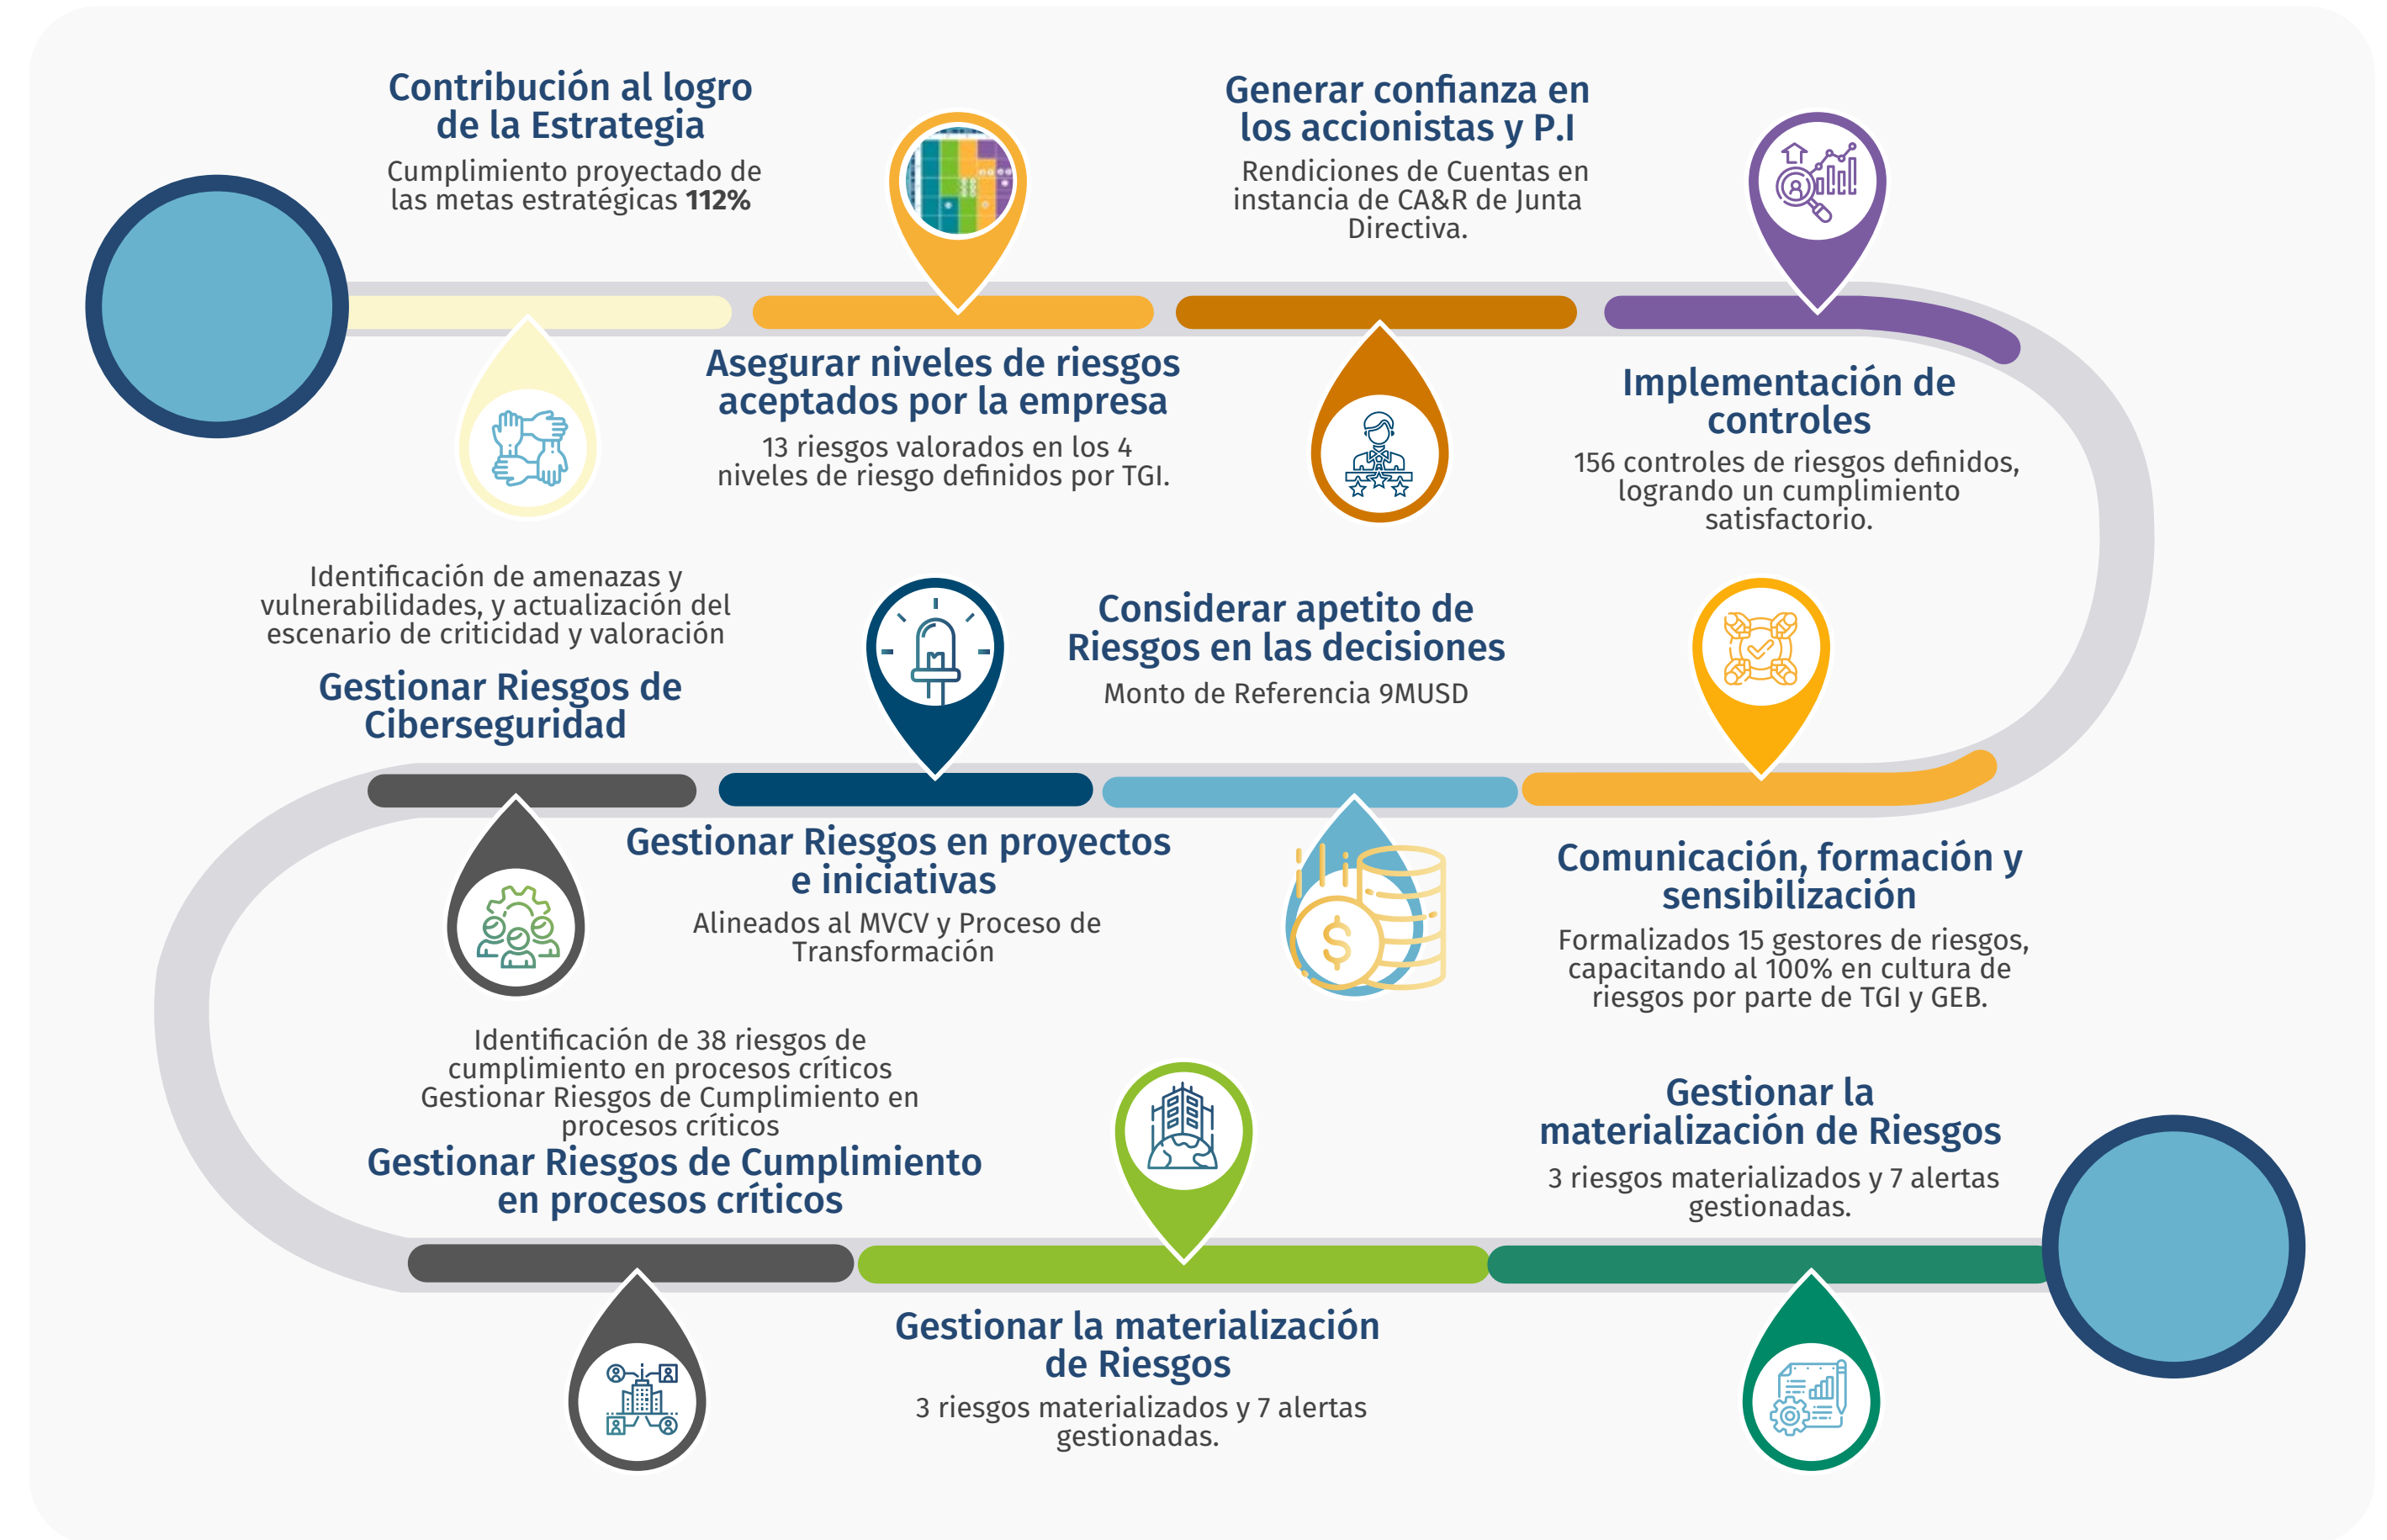 Contribución al logro
de la Estrategia
Cumplimiento proyectado de
las metas estratégicas 112%
Asegurar niveles de riesgos
aceptados por la empresa
13 riesgos valorados en los 4
niveles de riesgo definidos por TGI.
Generar confianza en
los accionistas y P.I
Rendiciones de Cuentas en
instancia de CA&R de Junta
Directiva.
Implementación de
controles
156 controles de riesgos definidos,
logrando un cumplimiento
satisfactorio.
Identificación de amenazas y
vulnerabilidades, y actualización del
escenario de criticidad y valoración
Gestionar Riesgos de
Ciberseguridad
Gestionar Riesgos en proyectos
e iniciativas
Alineados al MVCV y Proceso de
Transformación
Considerar apetito de
Riesgos en las decisiones
Monto de Referencia 9MUSD
Comunicación, formación y
sensibilización
Formalizados 15 gestores de riesgo,
capacitando al 100% en cultura de
riesgos por parte de TGI y GEB.
Identificación de 38 riesgos de
cumplimiento en procesos críticos
Gestionar Riesgos de Cumplimiento en
procesos críticos
Gestionar Riesgos de Cumplimiento
en procesos críticos
Gestionar la materialización
de Riesgos
3 riesgos materializados y 7 alertas
gestionadas.
Gestionar la
materialización de Riesgos
3 riesgos materializados y 7 alertas
gestionadas.